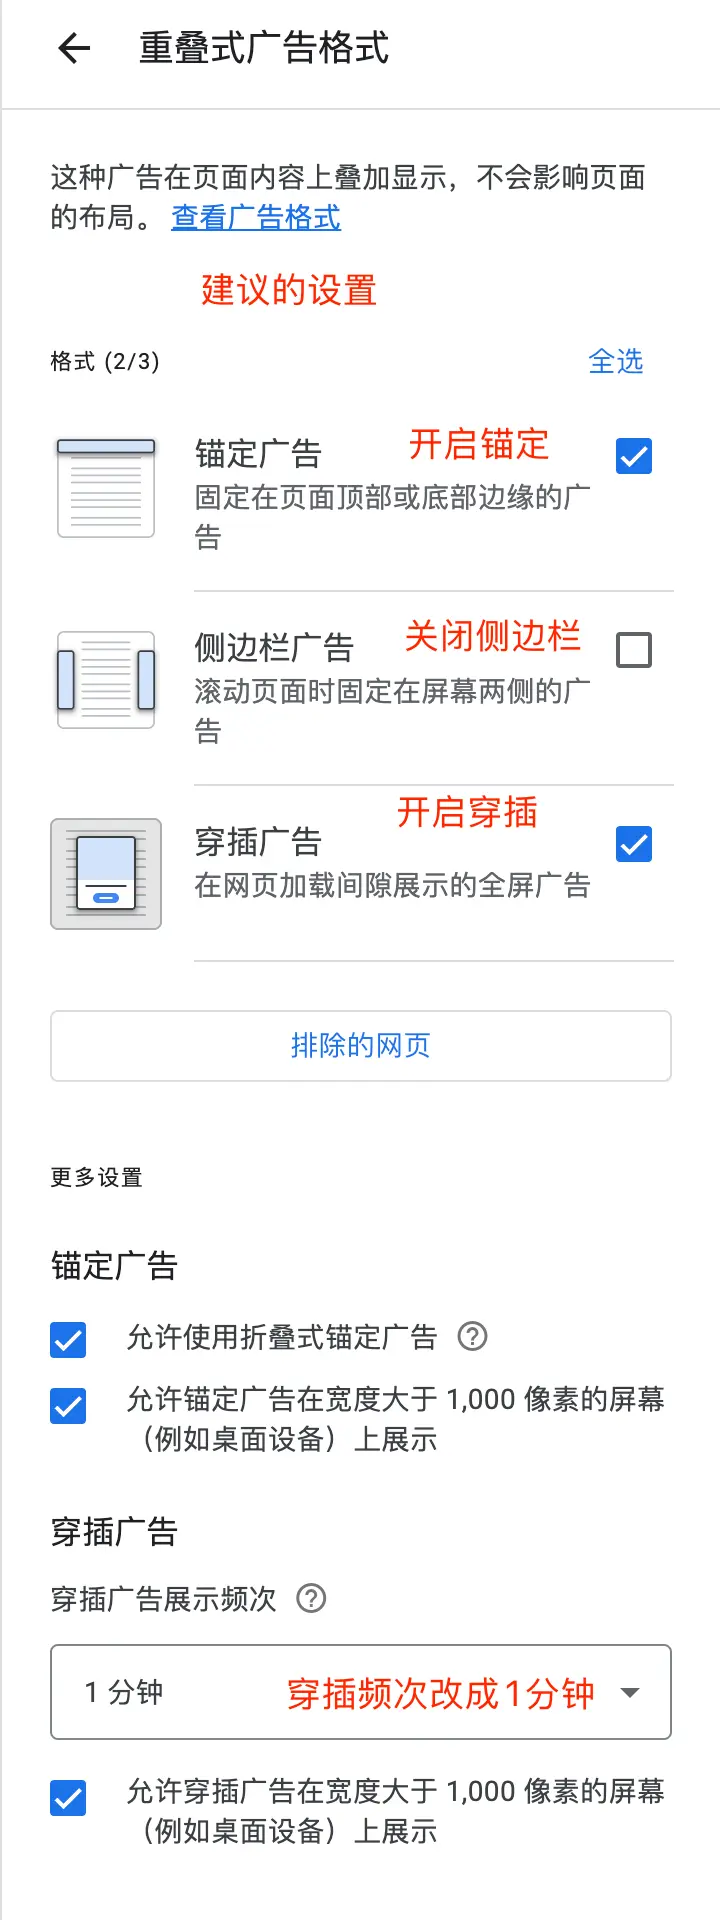 重叠式广告格式
这种广告在页面内容上叠加显示，不会影响页面
的布局。 查看广告格式
建议的设置
格式 (2/3)
全选
锚定广告
开启锚定
固定在页面顶部或底部边缘的广
告
侧边栏广告
关闭侧边栏
滚动页面时固定在屏幕两侧的广
告
开启穿插
穿插广告
在网页加载间隙展示的全屏广告
排除的网页
更多设置
锚定广告
允许使用折叠式锚定广告
允许锚定广告在宽度大于 1,000 像素的屏幕
（例如桌面设备）上展示
穿插广告
穿插广告展示频次
1 分钟
穿插频次改成1分钟
允许穿插广告在宽度大于 1,000 像素的屏幕
（例如桌面设备）上展示